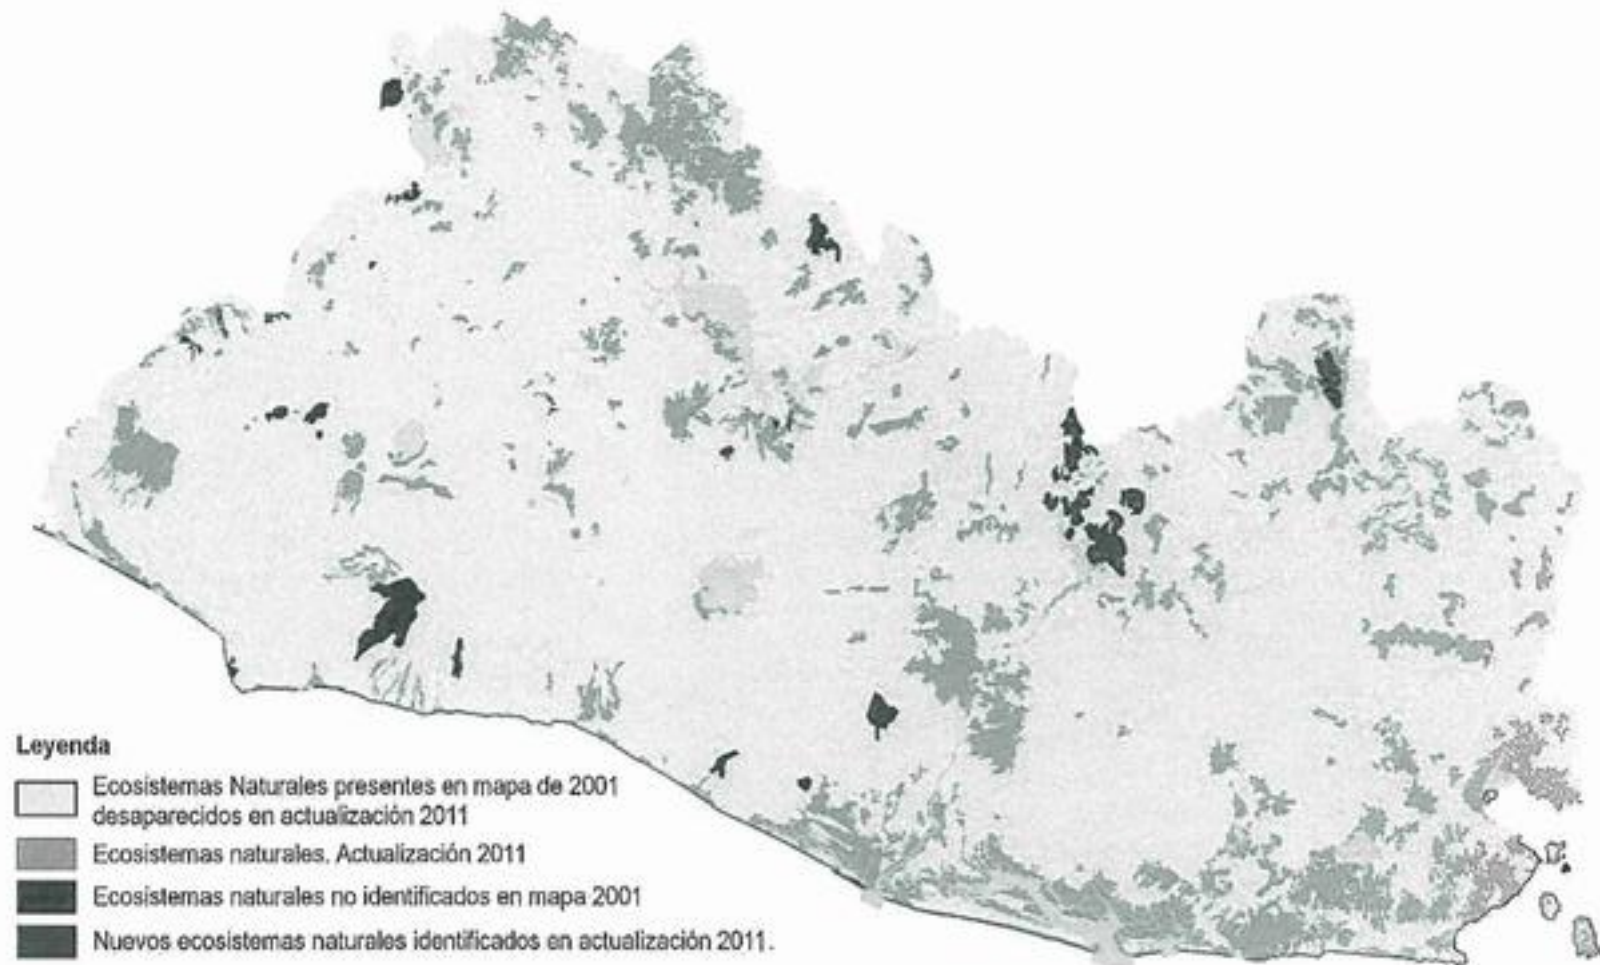 Leyenda
Ecosistemas Naturales presentes en mapa de 2001
desaparecidos en actualización 2011
Ecosistemas naturales. Actualización 2011
Ecosistemas naturales no identificados en mapa 2001
Nuevos ecosistemas naturales identificados en actualización 2011.